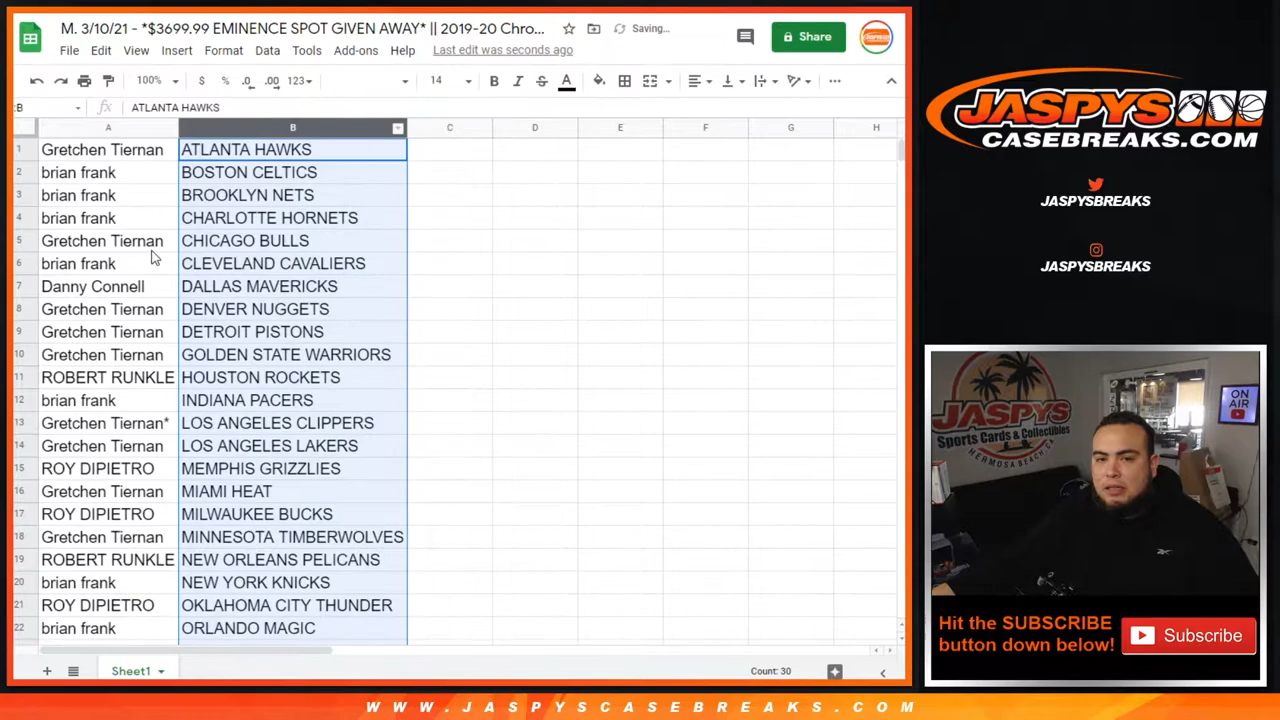 M. 3/10/21 - *$3699.99 EMINENCE SPOT GIVEN AWAY* || 2019-20 Chro...
Saving...
File Edit View Insert Format Data Tools Add-ons Help Last edit was seconds ago
Share
100% $ % .0 .00 123 14 B I S A
B fx ATLANTA HAWKS
A B C D E F G H
1 Gretchen Tiernan ATLANTA HAWKS
2 brian frank BOSTON CELTICS
3 brian frank BROOKLYN NETS
4 brian frank CHARLOTTE HORNETS
5 Gretchen Tiernan CHICAGO BULLS
6 brian frank CLEVELAND CAVALIERS
7 Danny Connell DALLAS MAVERICKS
8 Gretchen Tiernan DENVER NUGGETS
9 Gretchen Tiernan DETROIT PISTONS
10 Gretchen Tiernan GOLDEN STATE WARRIORS
11 ROBERT RUNKLE HOUSTON ROCKETS
12 brian frank INDIANA PACERS
13 Gretchen Tiernan* LOS ANGELES CLIPPERS
14 Gretchen Tiernan LOS ANGELES LAKERS
15 ROY DIPIETRO MEMPHIS GRIZZLIES
16 Gretchen Tiernan MIAMI HEAT
17 ROY DIPIETRO MILWAUKEE BUCKS
18 Gretchen Tiernan MINNESOTA TIMBERWOLVES
19 ROBERT RUNKLE NEW ORLEANS PELICANS
20 brian frank NEW YORK KNICKS
21 ROY DIPIETRO OKLAHOMA CITY THUNDER
22 brian frank ORLANDO MAGIC
Sheet1
Count: 30
JASPYS
CASEBREAKS.COM
JASPYSBREAKS
JASPYSBREAKS
JASPYS
Sports Cards & Collectibles
HERMOSA BEACH, CA
ON
AIR
Hit the SUBSCRIBE
button down below!
Subscribe
WWW.JASPYSCASEBREAKS.COM